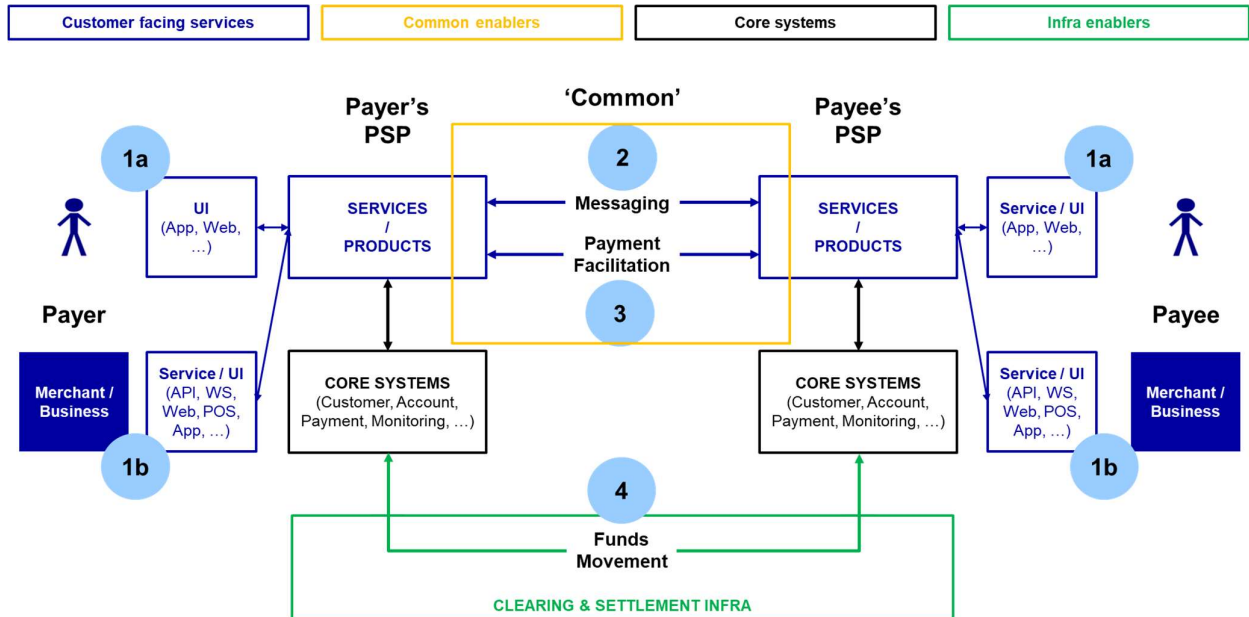 Customer facing services
Common enablers
Core systems
Infra enablers
Payer's
PSP
'Common'
Payee's
PSP
1a
2
1a
UI
(App, Web,
…)
SERVICES
/
PRODUCTS
Messaging
SERVICES
/
PRODUCTS
Service / UI
(App, Web,
…)
Payment
Facilitation
Payer
3
Payee
Merchant /
Business
Service / UI
(API, WS,
Web, POS,
App, …)
CORE SYSTEMS
(Customer, Account,
Payment, Monitoring, …)
CORE SYSTEMS
(Customer, Account,
Payment, Monitoring, …)
Service / UI
(API, WS,
Web, POS,
App, …)
Merchant /
Business
1b
4
1b
Funds
Movement
CLEARING & SETTLEMENT INFRA